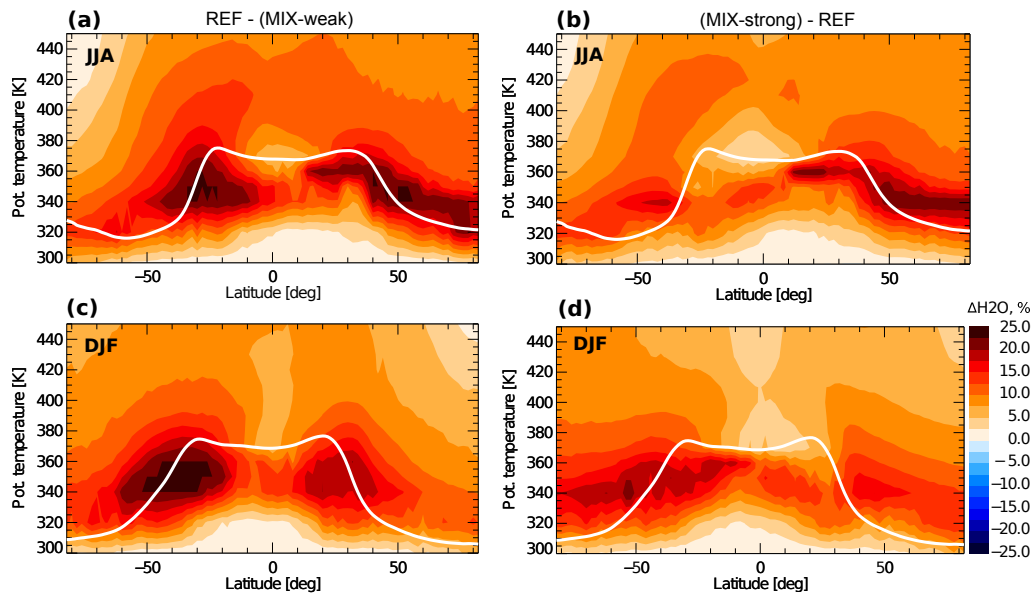 (a) REF - (MIX-weak)
(b) (MIX-strong) - REF
JJA
JJA
Pot. temperature [K]
440
420
400
380
360
340
320
300
−50 0 50
Latitude [deg]
Pot. temperature [K]
440
420
400
380
360
340
320
300
−50 0 50
Latitude [deg]
(c)
(d)
DJF
DJF
Pot. temperature [K]
440
420
400
380
360
340
320
300
−50 0 50
Latitude [deg]
Pot. temperature [K]
440
420
400
380
360
340
320
300
−50 0 50
Latitude [deg]
ΔH2O, %
25.0
20.0
15.0
10.0
5.0
0.0
−5.0
−10.0
−15.0
−20.0
−25.0